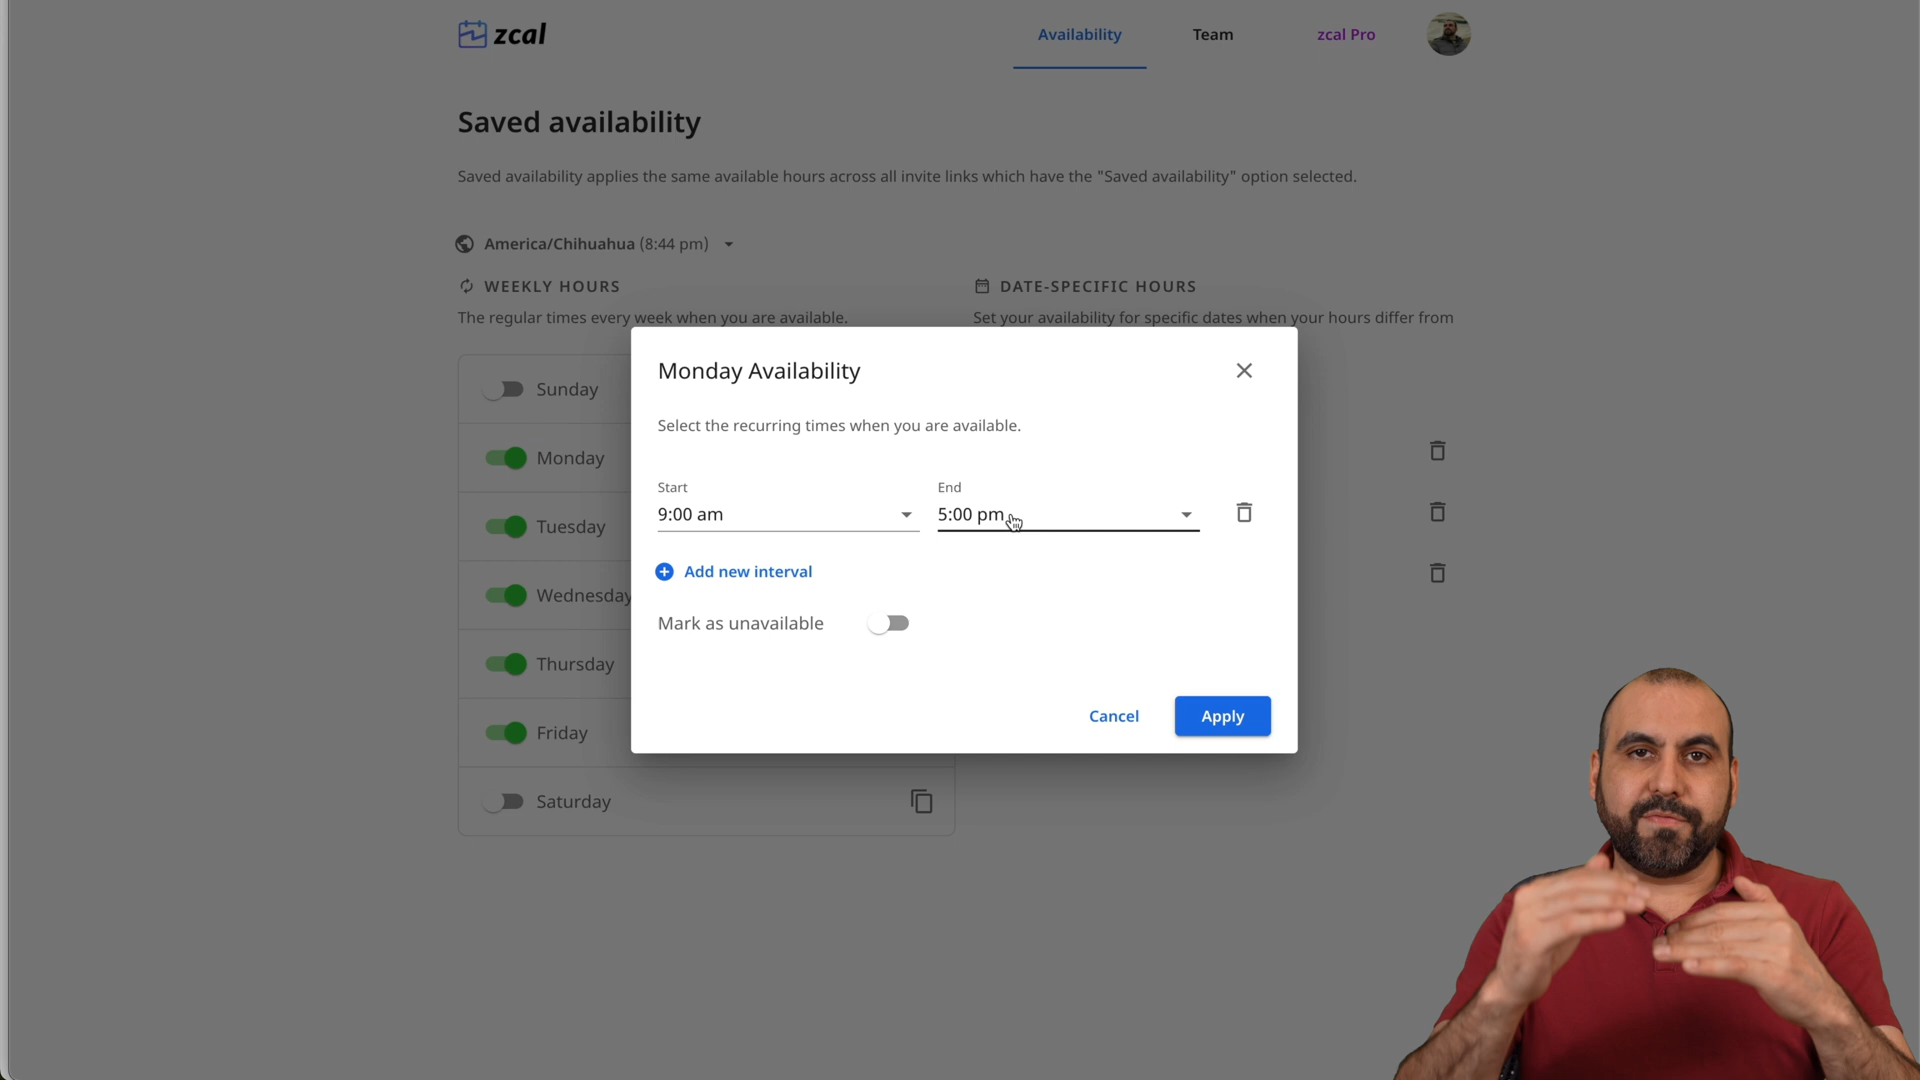 zcal
Availability
Team
zcal Pro
Saved availability
Saved availability applies the same available hours across all invite links which have the "Saved availability" option selected.
America/Chihuahua (8:44 pm)
WEEKLY HOURS
The regular times every week when you are available.
DATE-SPECIFIC HOURS
Set your availability for specific dates when your hours differ from
Sunday
Monday
Tuesday
Wednesday
Thursday
Friday
Saturday
Monday Availability
Select the recurring times when you are available.
Start
9:00 am
End
5:00 pm
Add new interval
Mark as unavailable
Cancel
Apply